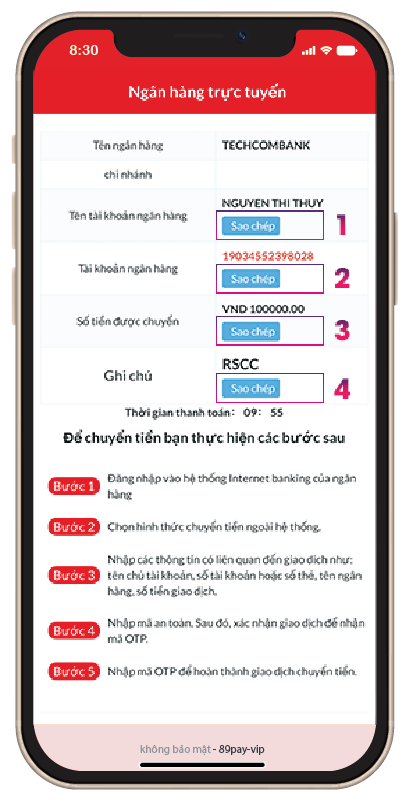 8:30
Ngân hàng trực tuyến
Tên ngân hàng TECHCOMBANK
chi nhánh
NGUYEN THI THUY
Tên tài khoản ngân hàng
Sao chép 1
19034552398028
Tài khoản ngân hàng
Sao chép 2
VND 100000.00
Số tiền được chuyển
Sao chép 3
RSCC
Ghi chú
Sao chép 4
Thời gian thanh toán: 09: 55
Để chuyển tiền bạn thực hiện các bước sau
Bước 1 Đăng nhập vào hệ thống Internet banking của ngân
hàng
Bước 2 Chọn hình thức chuyển tiền ngoài hệ thống.
Nhập các thông tin có liên quan đến giao dịch như:
Bước 3 tên chủ tài khoản, số tài khoản hoặc số thẻ, tên ngân
hàng, số tiền giao dịch.
Bước 4 Nhập mã an toàn. Sau đó, xác nhận giao dịch để nhận
mã OTP.
Bước 5 Nhập mã OTP để hoàn thành giao dịch chuyển tiền.
không bảo mật - 89pay-vip